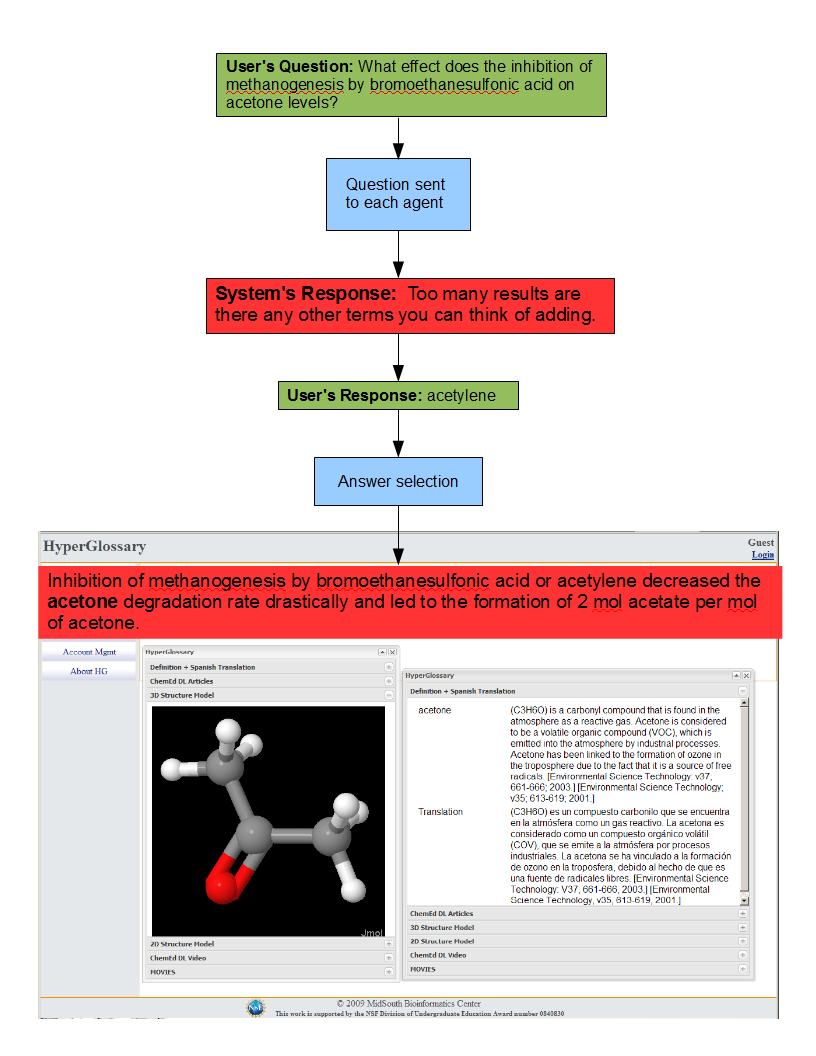 User's Question: What effect does the inhibition of
methanogenesis by bromoethanesulfonic acid on
acetone levels?
Question sent
to each agent
System's Response: Too many results are
there any other terms you can think of adding.
User's Response: acetylene
Answer selection
HyperGlossary
Guest
Login
Inhibition of methanogenesis by bromoethanesulfonic acid or acetylene decreased the
acetone degradation rate drastically and led to the formation of 2 mol acetate per mol
of acetone.
Account Mgmt
About HG
HyperGlossary
Definition + Spanish Translation
ChemEd DL Articles
3D Structure Model
Jmol
2D Structure Model
ChemEd DL Video
MOVIES
HyperGlossary
Definition + Spanish Translation
acetone
(C3H6O) is a carbonyl compound that is found in the
atmosphere as a reactive gas. Acetone is considered
to be a volatile organic compound (VOC), which is
emitted into the atmosphere by industrial processes.
Acetone has been linked to the formation of ozone in
the troposphere due to the fact that it is a source of free
radicals. [Environmental Science Technology: v37;
661-666; 2003.] [Environmental Science Technology;
v35; 613-619; 2001.]
Translation
(C3H6O) es un compuesto carbonilo que se encuentra
en la atmósfera como un gas reactivo. La acetona es
considerado como un compuesto orgánico volátil
(COV), que se emite a la atmósfera por procesos
industriales. La acetona se ha vinculado a la formación
de ozono en la troposfera, debido al hecho de que es
una fuente de radicales libres. [Environmental Science
Technology: V37, 661-666, 2003.] [Environmental
Science Technology, v35, 613-619, 2001.]
ChemEd DL Articles
3D Structure Model
2D Structure Model
ChemEd DL Video
MOVIES
NSF
© 2009 MidSouth Bioinformatics Center
This work is supported by the NSF Division of Undergraduate Education Award number 0840830